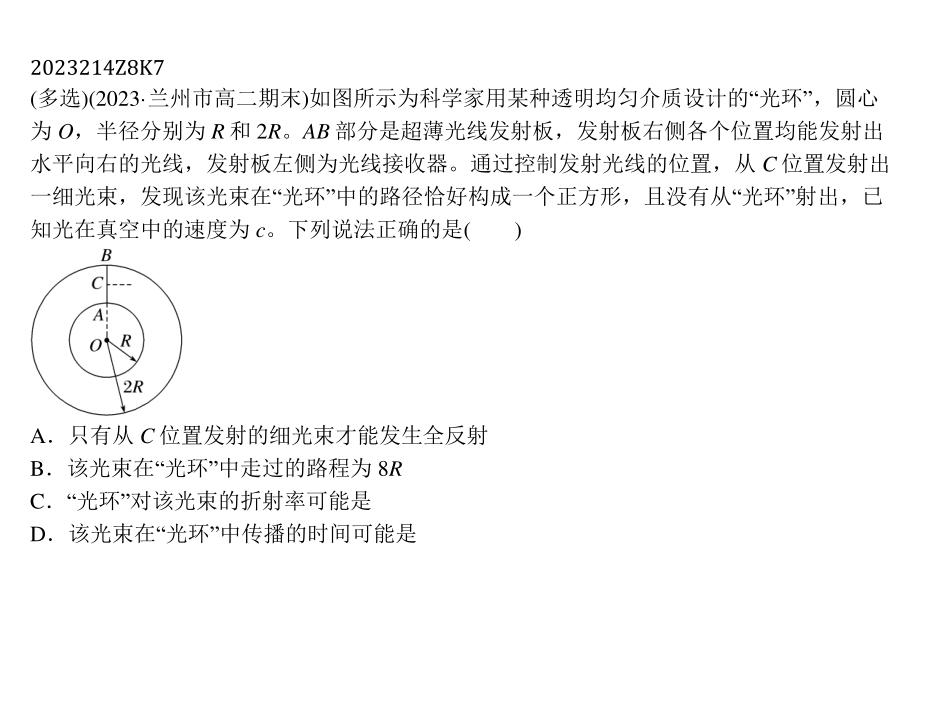 2023214Z8K7
(多选)(2023·兰州市高二期末)如图所示为科学家用某种透明均匀介质设计的“光环”，圆心
为 O，半径分别为 R 和 2R。AB 部分是超薄光线发射板，发射板右侧各个位置均能发射出
水平向右的光线，发射板左侧为光线接收器。通过控制发射光线的位置，从 C 位置发射出
一细光束，发现该光束在“光环”中的路径恰好构成一个正方形，且没有从“光环”射出，已
知光在真空中的速度为 c。下列说法正确的是(　　)
B
C
A
O R
2R
A．只有从 C 位置发射的细光束才能发生全反射
B．该光束在“光环”中走过的路程为 8R
C．“光环”对该光束的折射率可能是
D．该光束在“光环”中传播的时间可能是